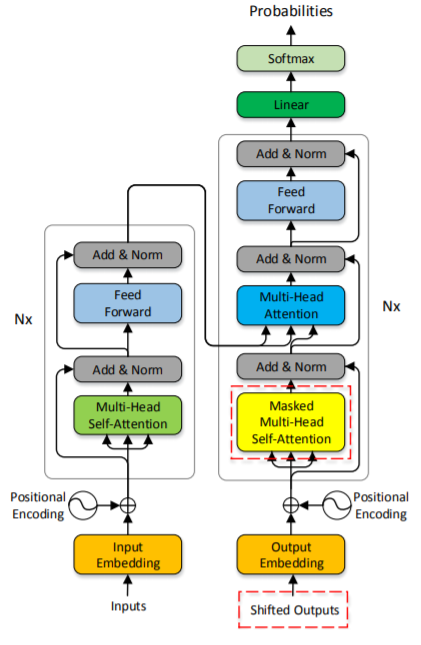 Probabilities
Softmax
Linear
Add & Norm
Feed
Forward
Add & Norm
Multi-Head
Attention
Nx
Add & Norm
Masked
Multi-Head
Self-Attention
Positional
Encoding
Output
Embedding
Shifted Outputs
Add & Norm
Feed
Forward
Nx
Add & Norm
Multi-Head
Self-Attention
Positional
Encoding
Input
Embedding
Inputs